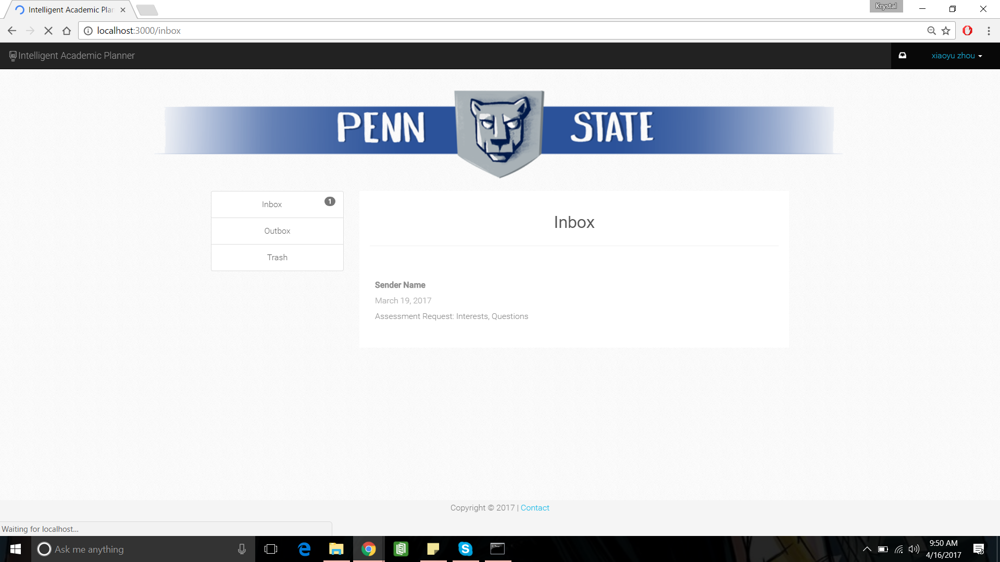 Intelligent Academic Plan
Krystal
localhost:3000/inbox
Intelligent Academic Planner
xiaoyu zhou
PENN STATE
Inbox 1
Outbox
Trash
Inbox
Sender Name
March 19, 2017
Assessment Request: Interests, Questions
Copyright © 2017 | Contact
Waiting for localhost...
Ask me anything
9:50 AM
4/16/2017